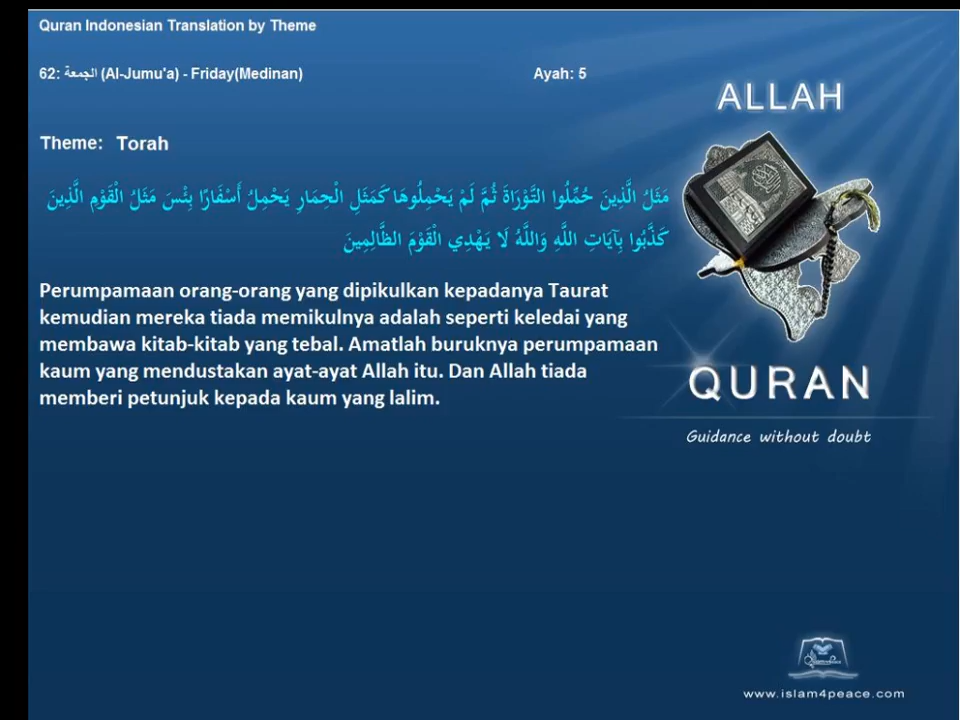 Quran Indonesian Translation by Theme
62: الجمعة (Al-Jumu'a) - Friday(Medinan) Ayah: 5
Theme: Torah
مَثَلُ الَّذِينَ حُمِّلُوا التَّوْرَاةَ ثُمَّ لَمْ يَحْمِلُوهَا كَمَثَلِ الْحِمَارِ يَحْمِلُ أَسْفَارًا بِئْسَ مَثَلُ الْقَوْمِ الَّذِينَ
كَذَّبُوا بِآيَاتِ اللَّهِ وَاللَّهُ لَا يَهْدِي الْقَوْمَ الظَّالِمِينَ
Perumpamaan orang-orang yang dipikulkan kepadanya Taurat
kemudian mereka tiada memikulnya adalah seperti keledai yang
membawa kitab-kitab yang tebal. Amatlah buruknya perumpamaan
kaum yang mendustakan ayat-ayat Allah itu. Dan Allah tiada
memberi petunjuk kepada kaum yang lalim.
ALLAH
QURAN
Guidance without doubt
www.islam4peace.com